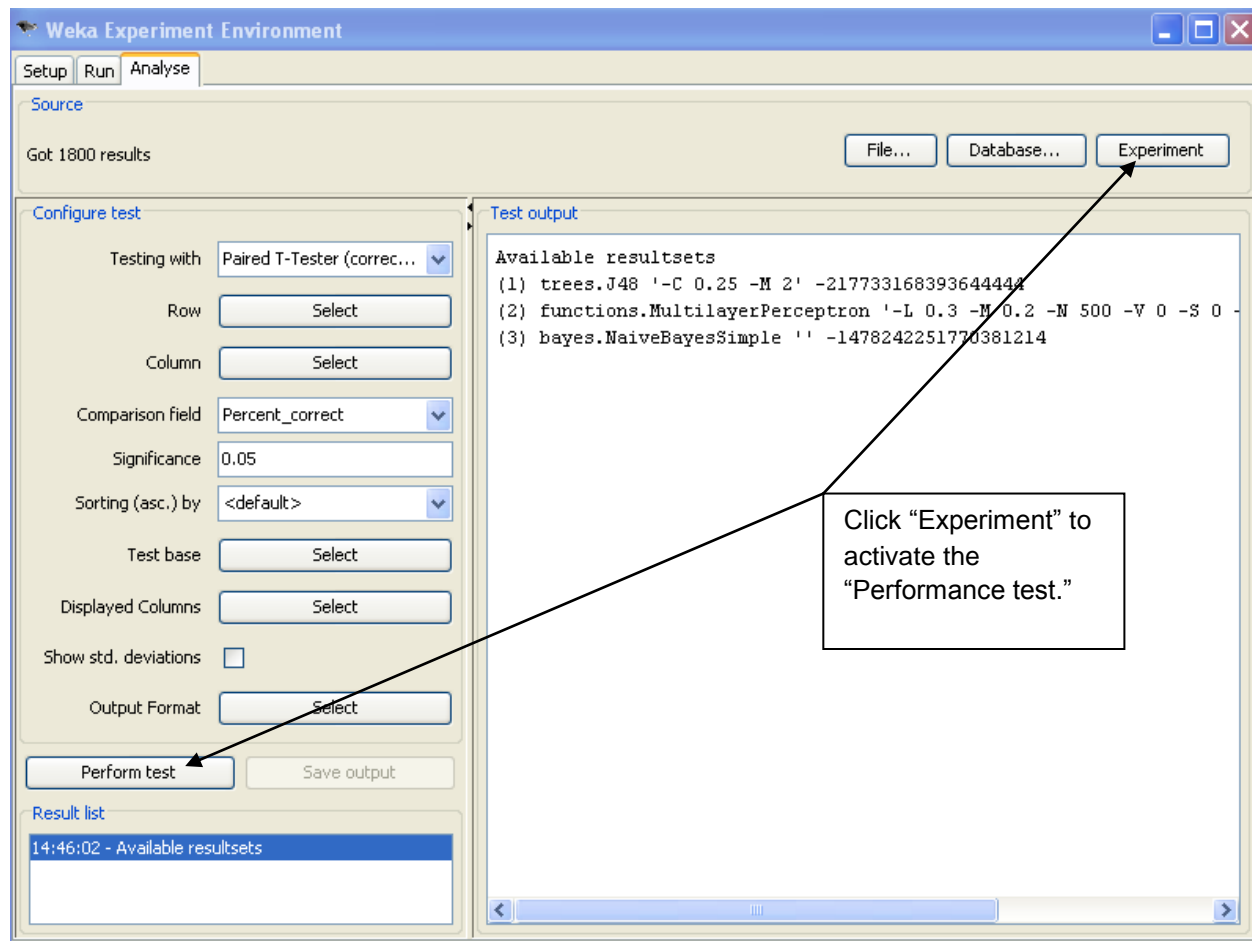 Weka Experiment Environment
Setup Run Analyse
Source
Got 1800 results
File... Database... Experiment
Configure test
Testing with Paired T-Tester (correc...
Row Select
Column Select
Comparison field Percent_correct
Significance 0.05
Sorting (asc.) by <default>
Test base Select
Displayed Columns Select
Show std. deviations
Output Format Select
Perform test Save output
Result list
14:46:02 - Available resultsets
Test output
Available resultsets
(1) trees.J48 '-C 0.25 -M 2' -217733168393644444
(2) functions.MultilayerPerceptron '-L 0.3 -M 0.2 -N 500 -V 0 -S 0 -
(3) bayes.NaiveBayesSimple '' -1478242251770381214
Click “Experiment” to
activate the
“Performance test.”